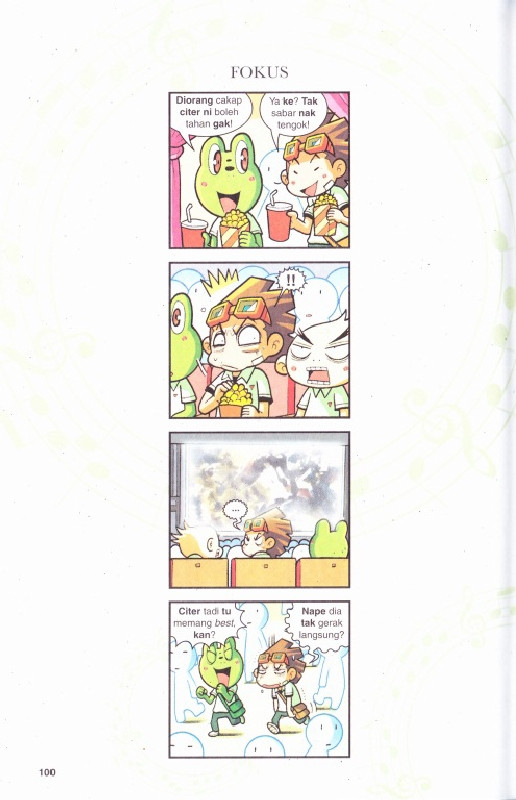 FOKUS
Diorang cakap
citer ni boleh
tahan gak!
Ya ke? Tak
sabar nak
tengok!
!!
...
Citer tadi tu
memang best,
kan?
Nape dia
tak gerak
langsung?
100